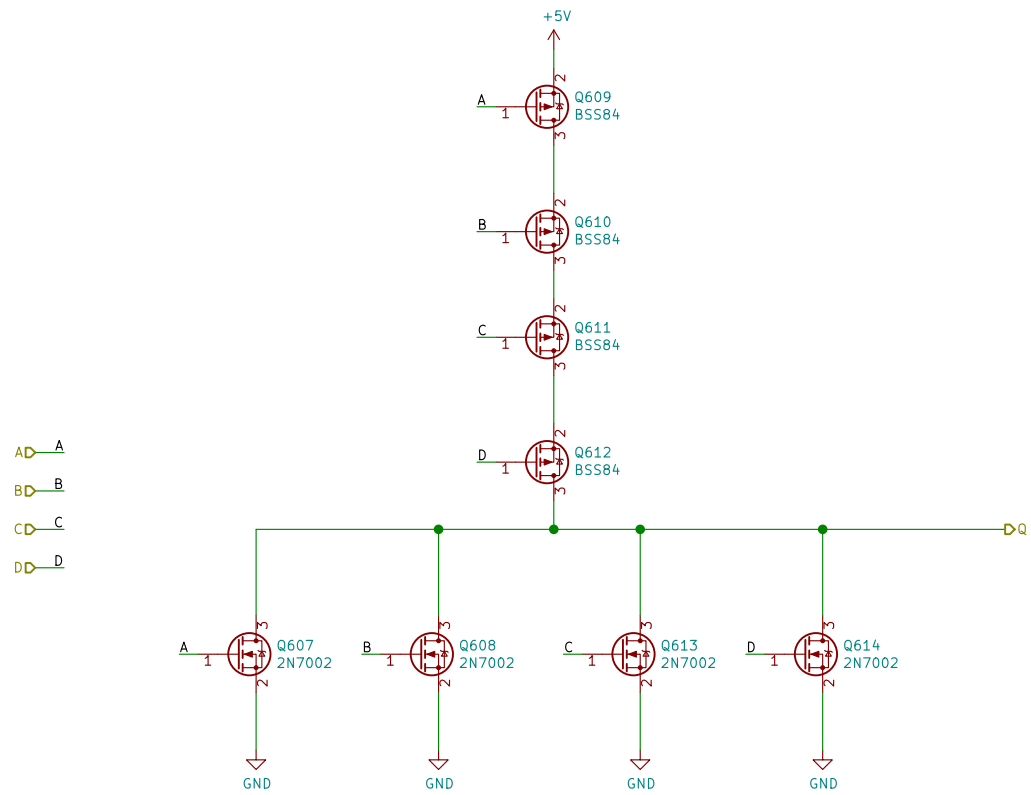 +5V
2
A
1
Q609
BSS84
3
2
B
1
Q610
BSS84
3
2
C
1
Q611
BSS84
3
2
D
1
Q612
BSS84
3
A A
B B
C C
D D
Q
3
A
1
Q607
2N7002
2
GND
3
B
1
Q608
2N7002
2
GND
3
C
1
Q613
2N7002
2
GND
3
D
1
Q614
2N7002
2
GND